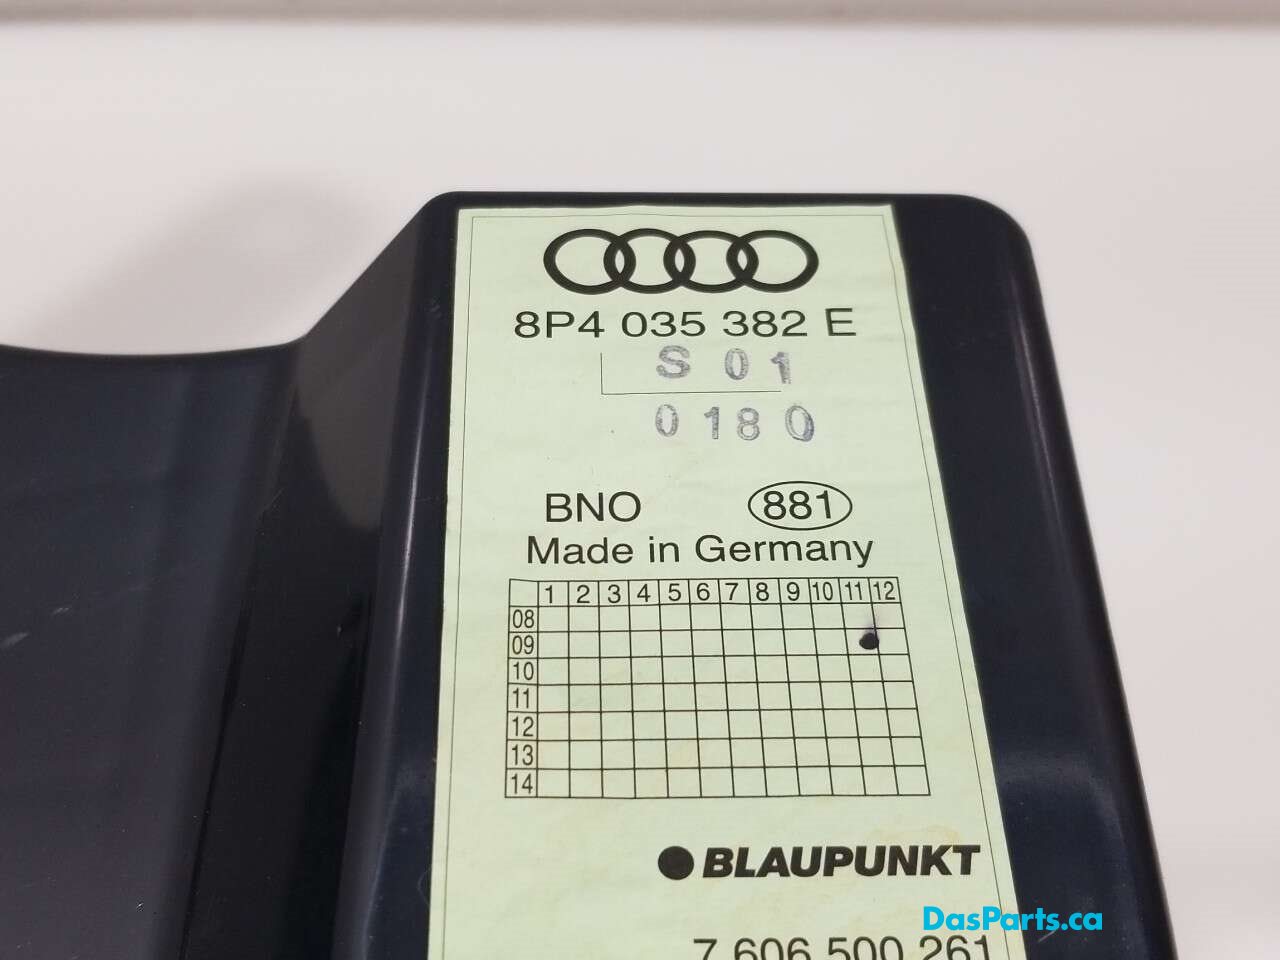 8P4 035 382 E
S 01
0180
BNO 881
Made in Germany
1 2 3 4 5 6 7 8 9 10 11 12
08
09
10
11
12
13
14
BLAUPUNKT
DasParts.ca
7 606 500 261